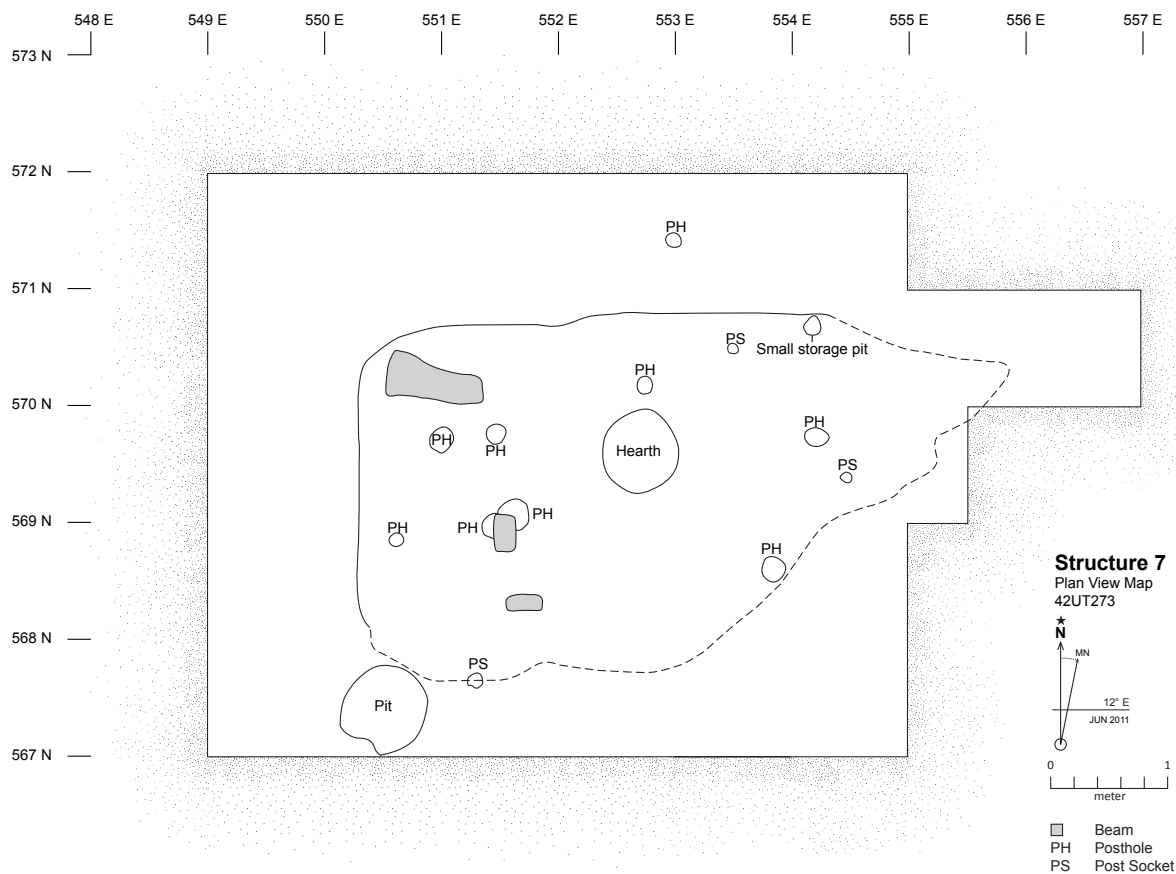 548 E 549 E 550 E 551 E 552 E 553 E 554 E 555 E 556 E 557 E
573 N
572 N
PH
571 N
PS
Small storage pit
PH
570 N
PH
PH
PH
Hearth
PS
569 N
PH
PH
PH
PH
Structure 7
Plan View Map
42UT273
568 N
N
MN
PS
Pit
12° E
JUN 2011
567 N
0 1
meter
Beam
PH Posthole
PS Post Socket